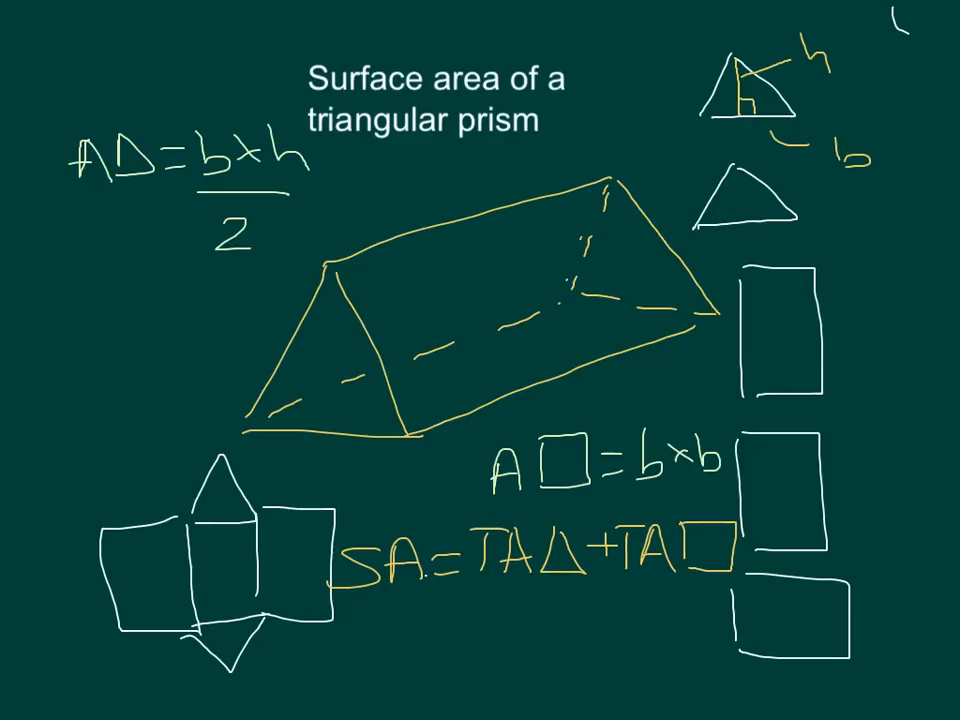 Surface area of a
triangular prism
h
b
A△ = b×h
2
A□ = b×b
SA = TA△ + TA□